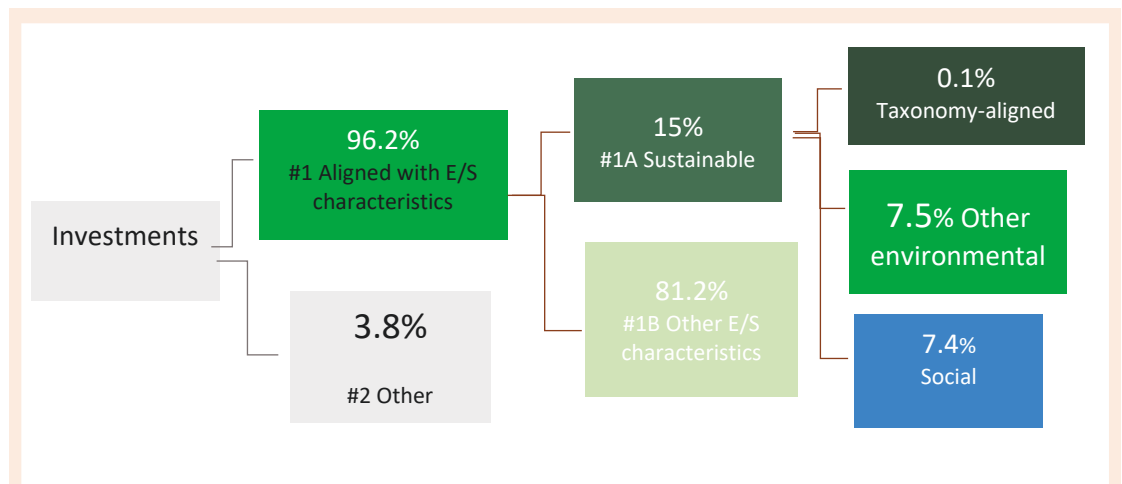 Investments
96.2%
#1 Aligned with E/S
characteristics
3.8%
#2 Other
15%
#1A Sustainable
81.2%
#1B Other E/S
characteristics
0.1%
Taxonomy-aligned
7.5% Other
environmental
7.4%
Social